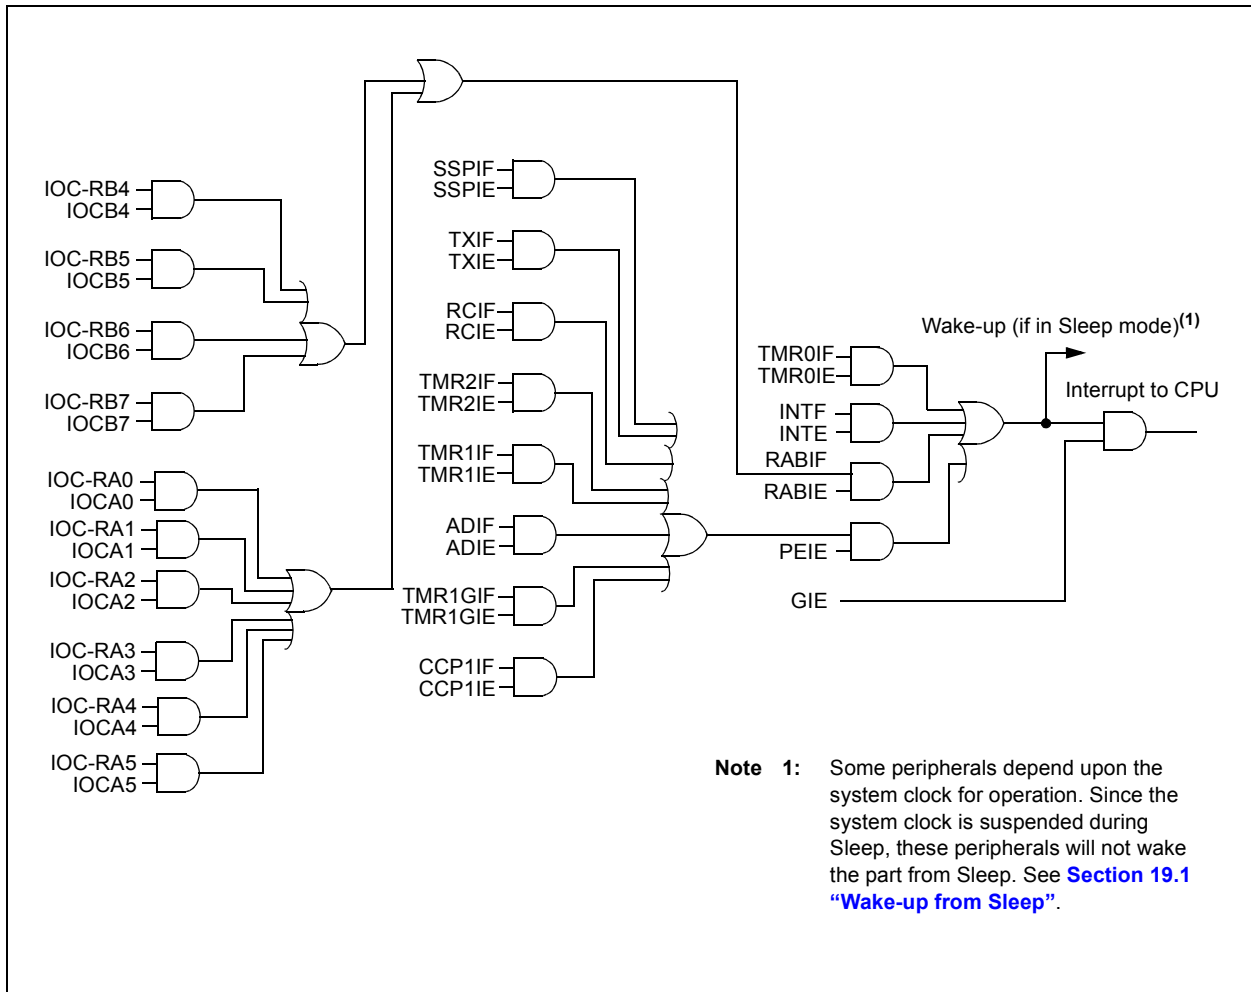 IOC-RB4
IOCB4
IOC-RB5
IOCB5
IOC-RB6
IOCB6
IOC-RB7
IOCB7
IOC-RA0
IOCA0
IOC-RA1
IOCA1
IOC-RA2
IOCA2
IOC-RA3
IOCA3
IOC-RA4
IOCA4
IOC-RA5
IOCA5
SSPIF
SSPIE
TXIF
TXIE
RCIF
RCIE
TMR2IF
TMR2IE
TMR1IF
TMR1IE
ADIF
ADIE
TMR1GIF
TMR1GIE
CCP1IF
CCP1IE
Wake-up (if in Sleep mode)(1)
TMR0IF
TMR0IE
Interrupt to CPU
INTF
INTE
RABIF
RABIE
PEIE
GIE
Note 1: Some peripherals depend upon the
system clock for operation. Since the
system clock is suspended during
Sleep, these peripherals will not wake
the part from Sleep. See Section 19.1
“Wake-up from Sleep”.